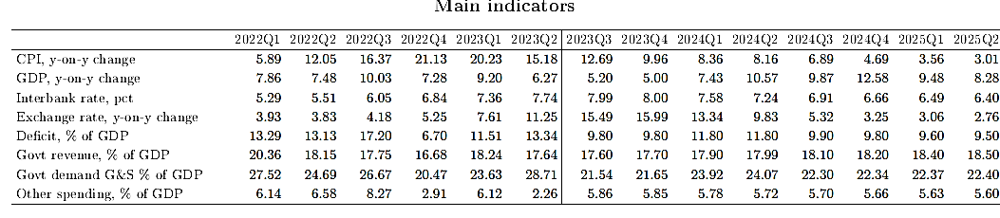 Main indicators
2022Q1 2022Q2 2022Q3 2022Q4 2023Q1 2023Q2 2023Q3 2023Q4 2024Q1 2024Q2 2024Q3 2024Q4 2025Q1 2025Q2
CPI, y-on-y change 5.89 12.05 16.37 21.13 20.23 15.18 12.69 9.96 8.36 8.16 6.89 4.69 3.56 3.01
GDP, y-on-y change 7.86 7.48 10.03 7.28 9.20 6.27 5.20 5.00 7.43 10.57 9.87 12.58 9.48 8.28
Interbank rate, pct 5.29 5.51 6.05 6.84 7.36 7.74 7.99 8.00 7.58 7.24 6.91 6.66 6.49 6.40
Exchange rate, y-on-y change 3.93 3.83 4.18 5.25 7.61 11.25 15.49 15.99 13.34 9.83 5.32 3.25 3.06 2.76
Deficit, % of GDP 13.29 13.13 17.20 6.70 11.51 13.34 9.80 9.80 11.80 11.80 9.90 9.80 9.60 9.50
Govt revenue, % of GDP 20.36 18.15 17.75 16.68 18.24 17.64 17.60 17.70 17.90 17.99 18.10 18.20 18.40 18.50
Govt demand G&S % of GDP 27.52 24.69 26.67 20.47 23.63 28.71 21.54 21.65 23.92 24.07 22.30 22.34 22.37 22.40
Other spending, % of GDP 6.14 6.58 8.27 2.91 6.12 2.26 5.86 5.85 5.78 5.72 5.70 5.66 5.63 5.60